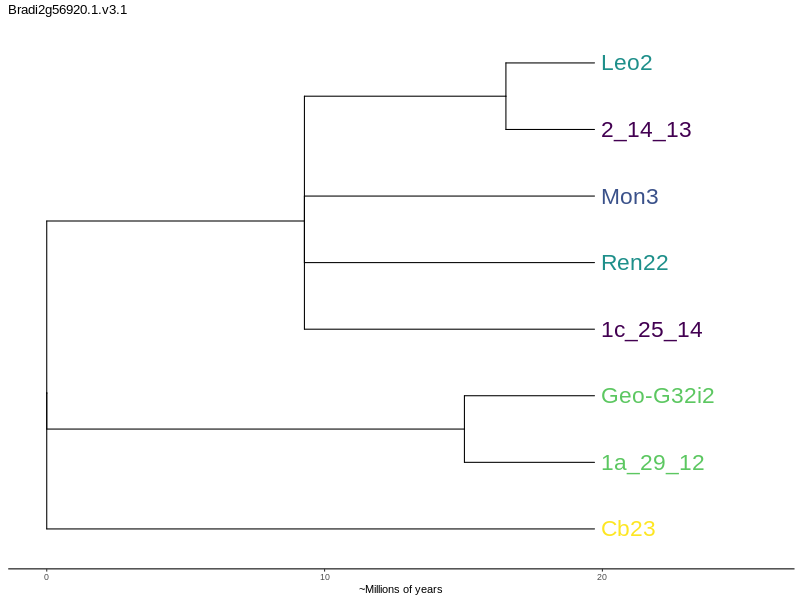 Bradi2g56920.1.v3.1
Leo2
2_14_13
Mon3
Ren22
1c_25_14
Geo-G32i2
1a_29_12
Cb23
0 10 20
~Millions of years